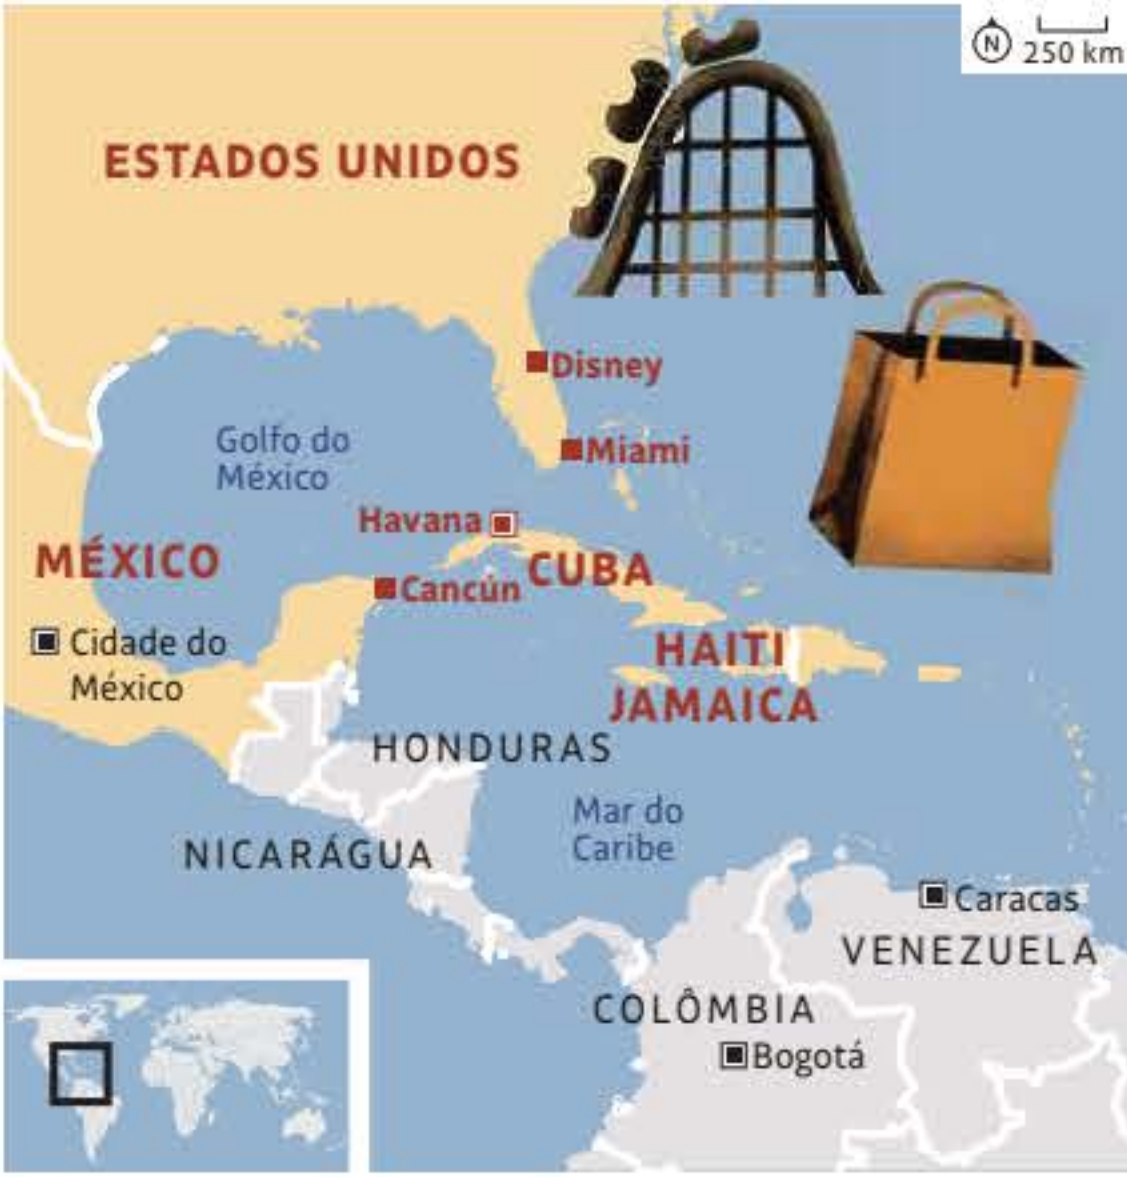 N
250 km
ESTADOS UNIDOS
Disney
Golfo do
México
Miami
Havana
MÉXICO
CUBA
Cancún
Cidade do
México
HAITI
JAMAICA
HONDURAS
Mar do
Caribe
NICARÁGUA
Caracas
VENEZUELA
COLÔMBIA
Bogotá